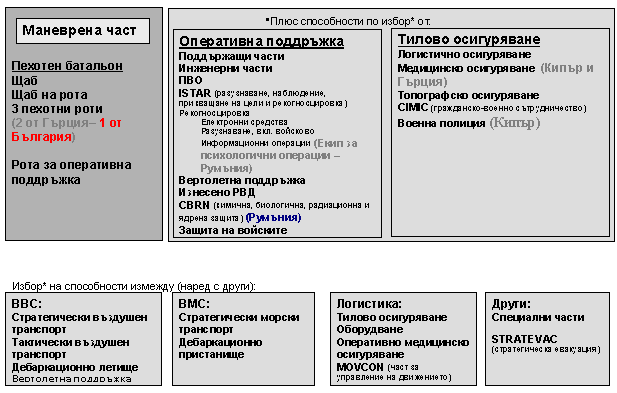 Маневрена част
Пехотен батальон
Щаб
Щаб на рота
3 пехотни роти
(2 от Гърция– 1 от
България)
Рота за оперативна
поддръжка
*Плюс способности по избор* от:
Оперативна поддръжка
Поддържащи части
Инженерни части
ПВО
ISTAR (разузнаване, наблюдение,
прихващане на цели и рекогносцировка)
Рекогносцировка
Електронни средства
Разузнаване, вкл. войсково
Информационни операции (Екип за
психологични операции –
Румъния)
Вертолетна поддръжка
Изнесено РВД
CBRN (химична, биологична, радиационна и
ядрена защита) (Румъния)
Защита на войските
Тилово осигуряване
Логистично осигуряване
Медицинско осигуряване (Кипър и
Гърция)
Топографско осигуряване
CIMIC (гражданско-военно сътрудничество)
Военна полиция (Кипър)
Избор* на способности измежду (наред с други):
ВВС:
Стратегически въздушен
транспорт
Тактически въздушен
транспорт
Дебаркационно летище
Вертолетна поддръжка
ВМС:
Стратегически морски
транспорт
Дебаркационно
пристанище
Логистика:
Тилово осигуряване
Оборудване
Оперативно медицинско
осигуряване
MOVCON (част за
управление на движението)
Други:
Специални части
STRATEVAC
(стратегическа евакуация)